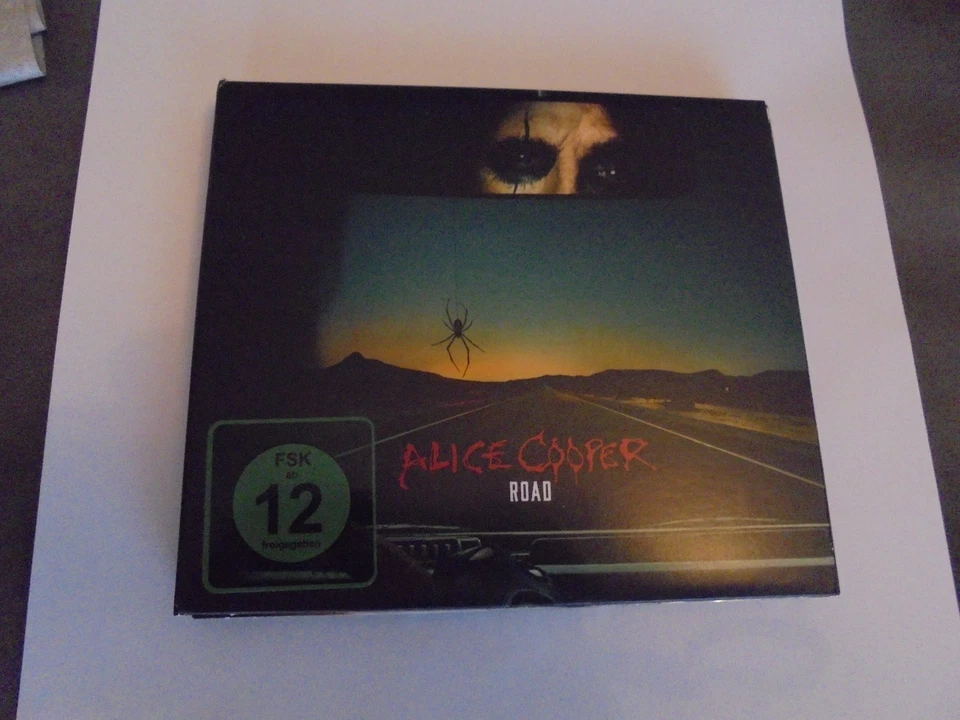 ALICE COOPER
ROAD
FSK
ab
12
freigegeben